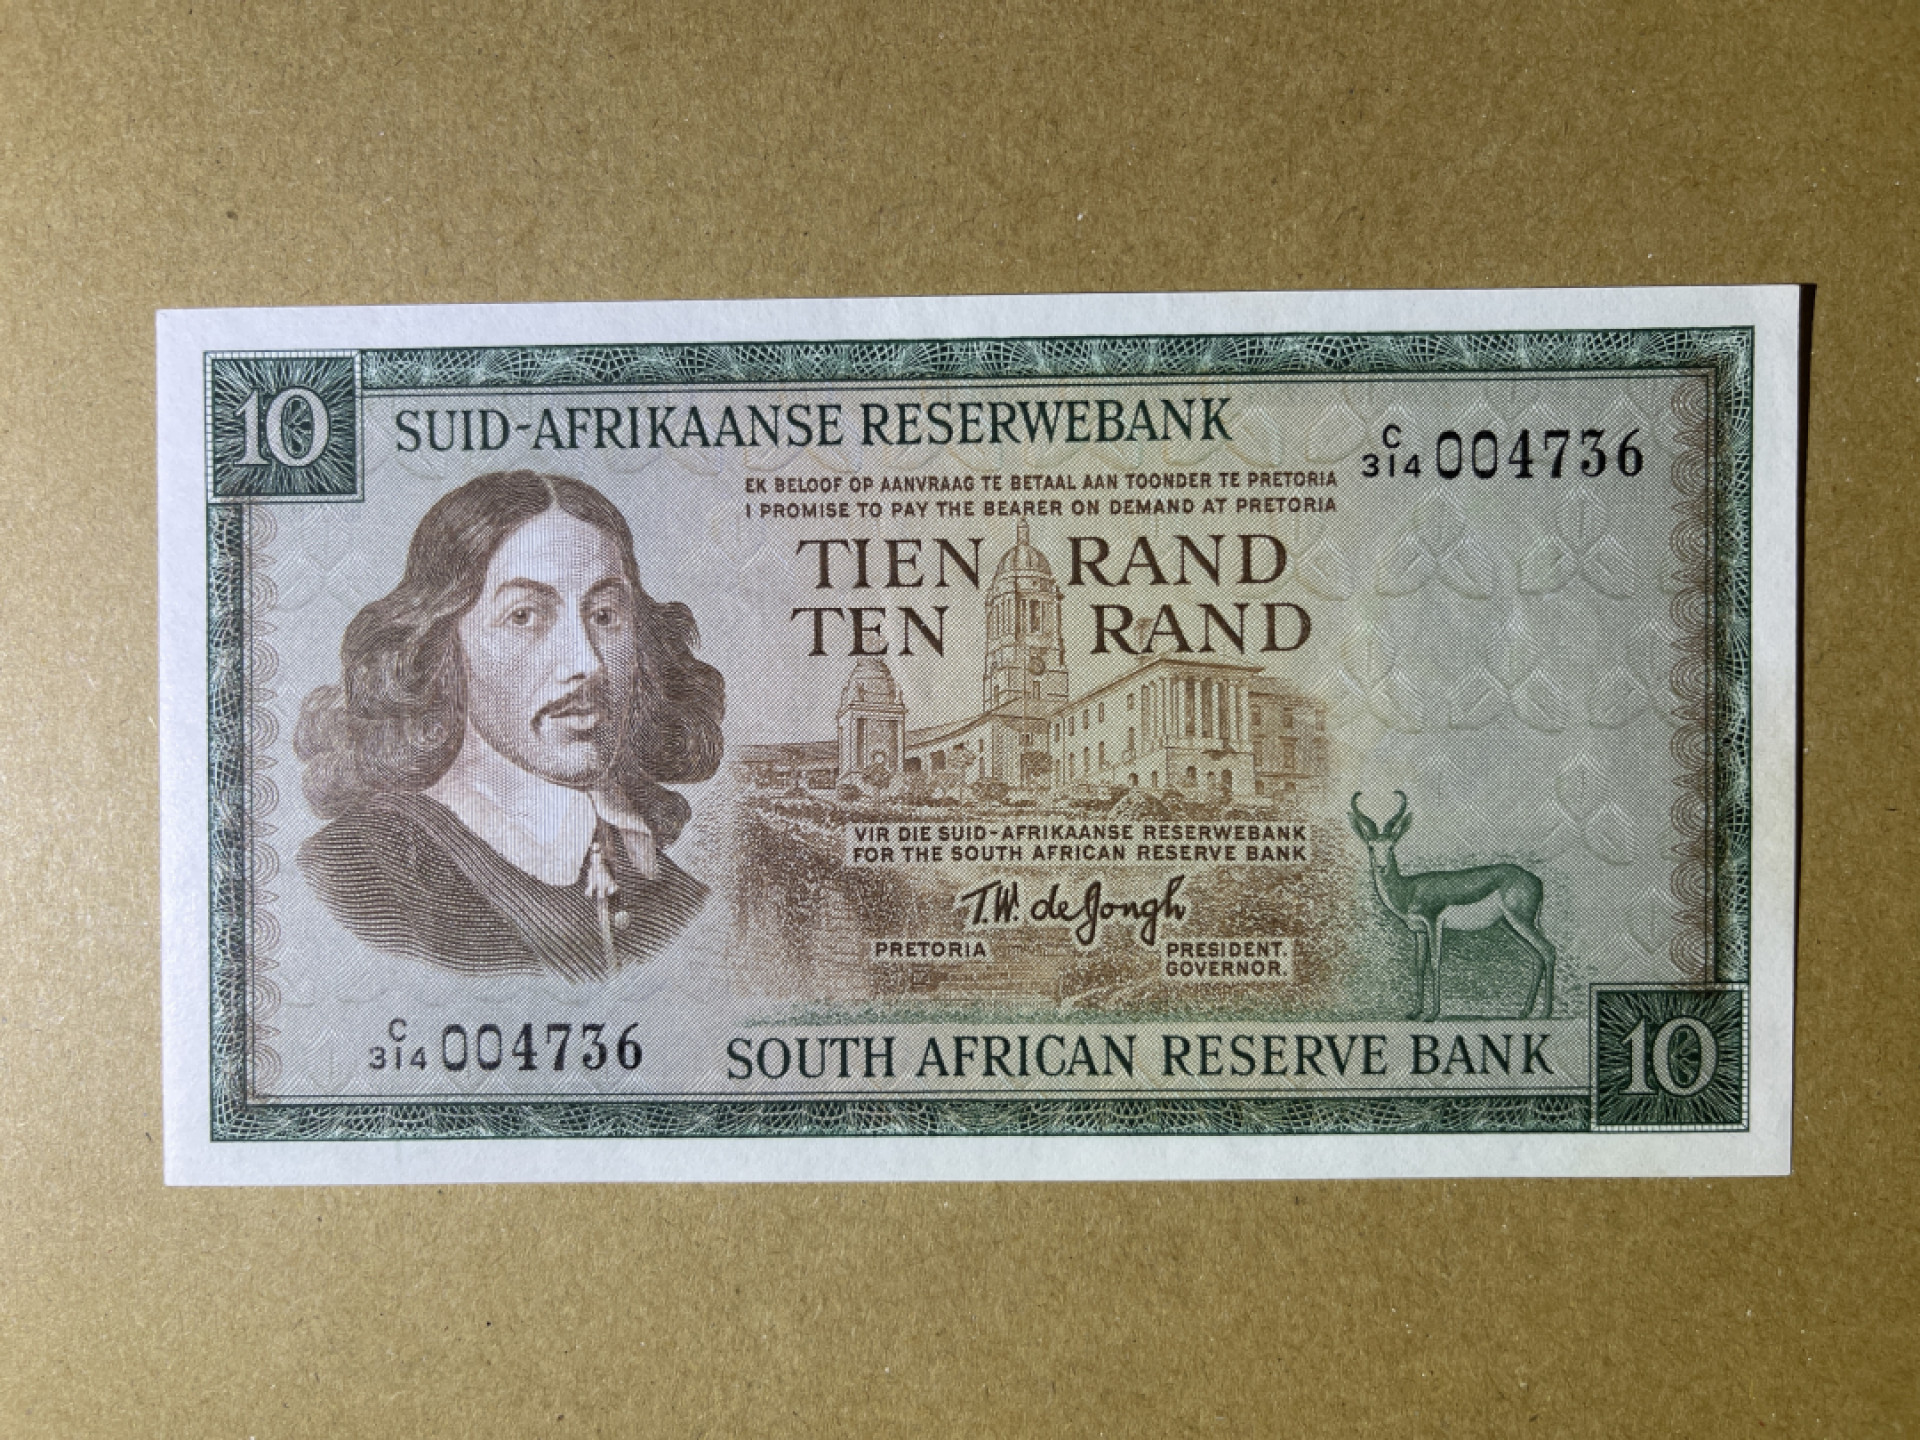 10
SUID-AFRIKAANSE RESERWEBANK
C/314 004736
EK BELOOF OP AANVRAAG TE BETAAL AAN TOONDER TE PRETORIA
I PROMISE TO PAY THE BEARER ON DEMAND AT PRETORIA
TIEN RAND
TEN RAND
VIR DIE SUID-AFRIKAANSE RESERWEBANK
FOR THE SOUTH AFRICAN RESERVE BANK
T.W. de Jongh
PRETORIA
PRESIDENT.
GOVERNOR.
C/314 004736
SOUTH AFRICAN RESERVE BANK
10